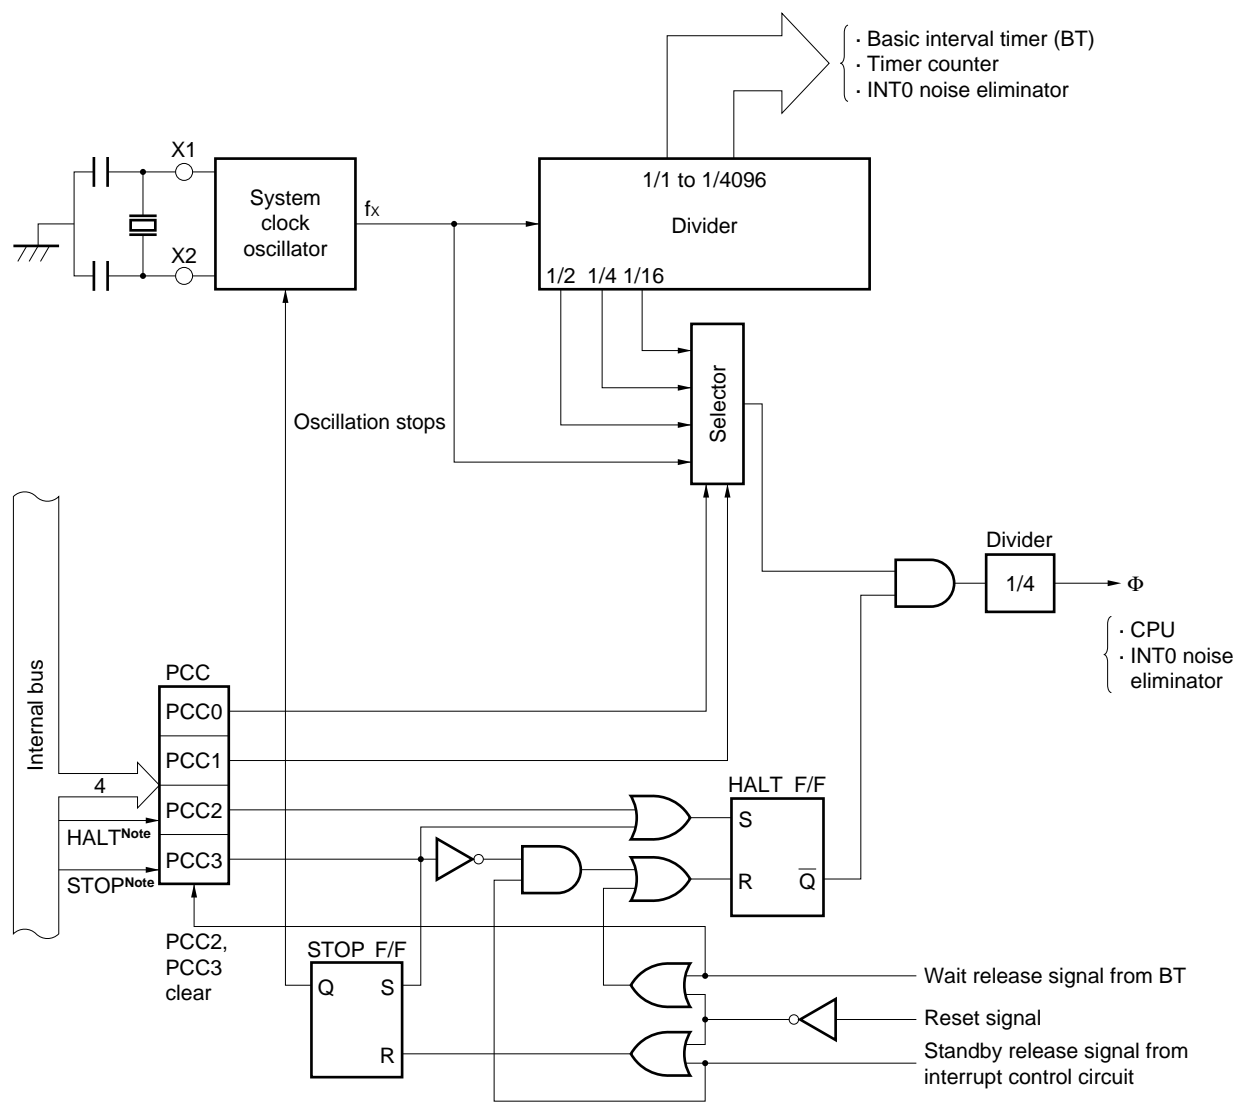 · Basic interval timer (BT)
· Timer counter
· INT0 noise eliminator
X1
System
clock
oscillator
fX
1/1 to 1/4096
Divider
X2
1/2 1/4 1/16
Selector
Oscillation stops
Divider
1/4
Φ
· CPU
· INT0 noise
eliminator
Internal bus
PCC
PCC0
PCC1
4
PCC2
HALTNote
PCC3
STOPNote
HALT F/F
S
R
Q̅
PCC2,
PCC3
clear
STOP F/F
Q
S
R
Wait release signal from BT
Reset signal
Standby release signal from
interrupt control circuit